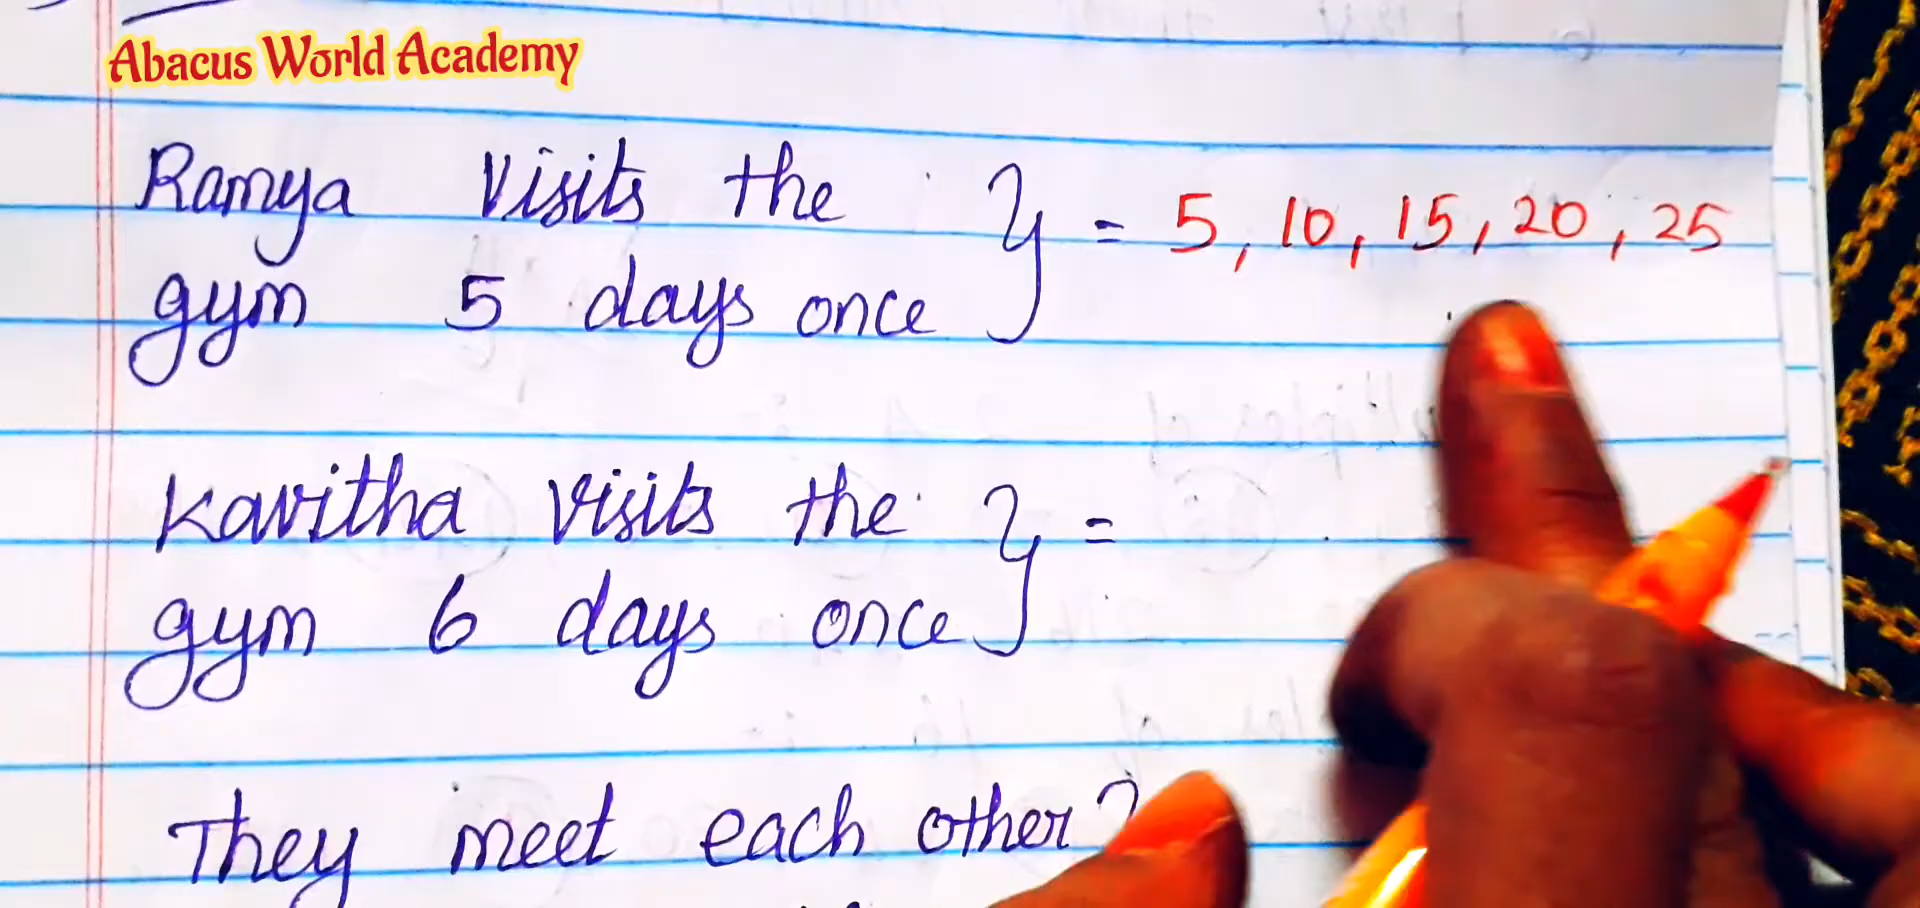 Abacus World Academy
Ramya visits the } = 5, 10, 15, 20, 25
gym 5 days once
Kavitha visits the } =
gym 6 days once
They meet each other?